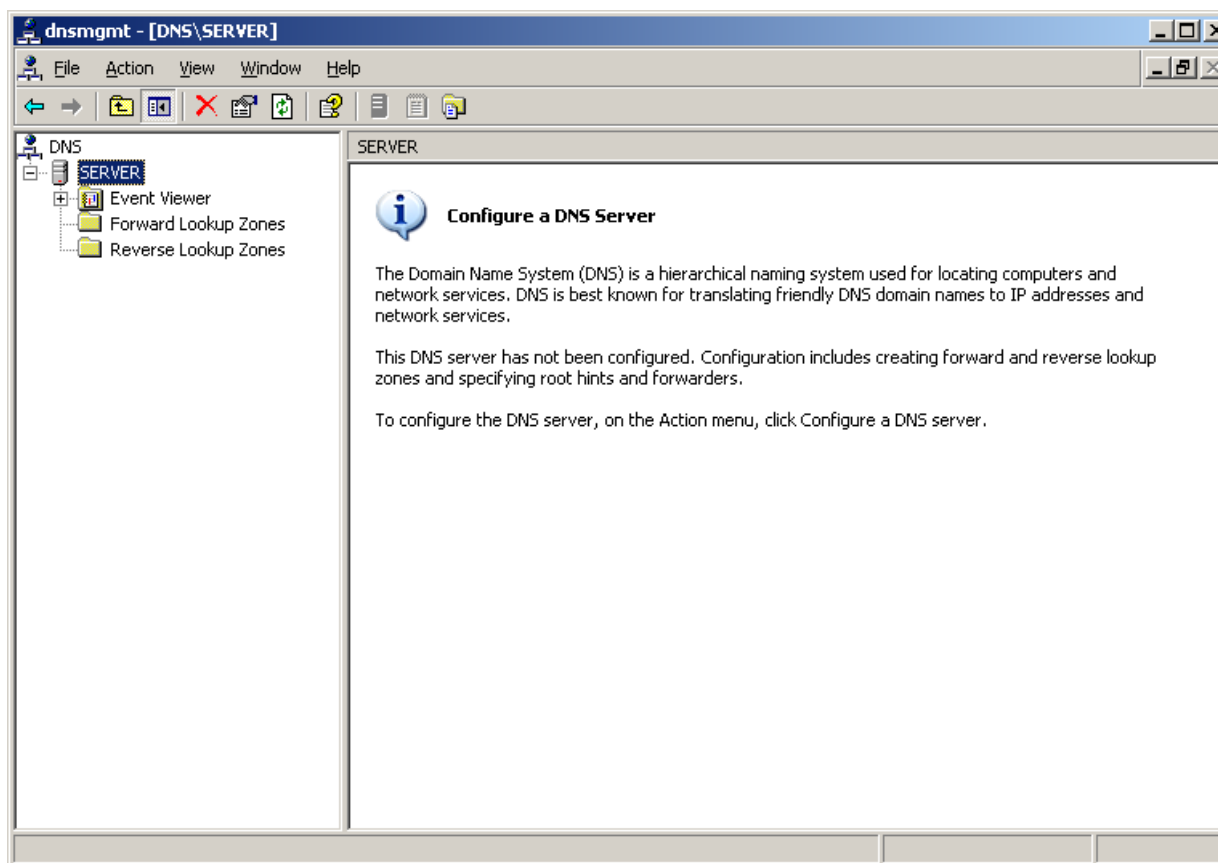 dnsmgmt - [DNS\SERVER]
File Action View Window Help
DNS
SERVER
Event Viewer
Forward Lookup Zones
Reverse Lookup Zones
SERVER
Configure a DNS Server
The Domain Name System (DNS) is a hierarchical naming system used for locating computers and
network services. DNS is best known for translating friendly DNS domain names to IP addresses and
network services.
This DNS server has not been configured. Configuration includes creating forward and reverse lookup
zones and specifying root hints and forwarders.
To configure the DNS server, on the Action menu, click Configure a DNS server.